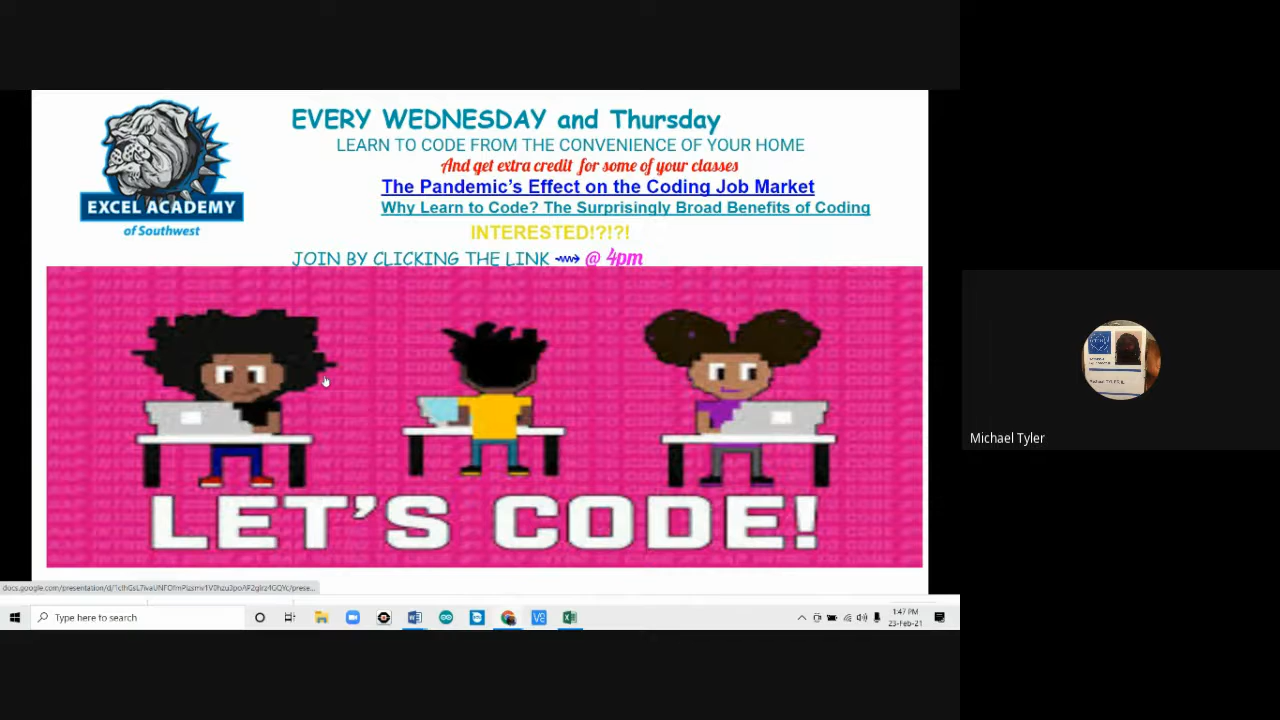 EXCEL ACADEMY
of Southwest
EVERY WEDNESDAY and Thursday
LEARN TO CODE FROM THE CONVENIENCE OF YOUR HOME
And get extra credit for some of your classes
The Pandemic's Effect on the Coding Job Market
Why Learn to Code? The Surprisingly Broad Benefits of Coding
INTERESTED!?!?!
JOIN BY CLICKING THE LINK ⟿ @ 4pm
LET'S CODE!
Michael Tyler
Type here to search
1:47 PM
23-Feb-21